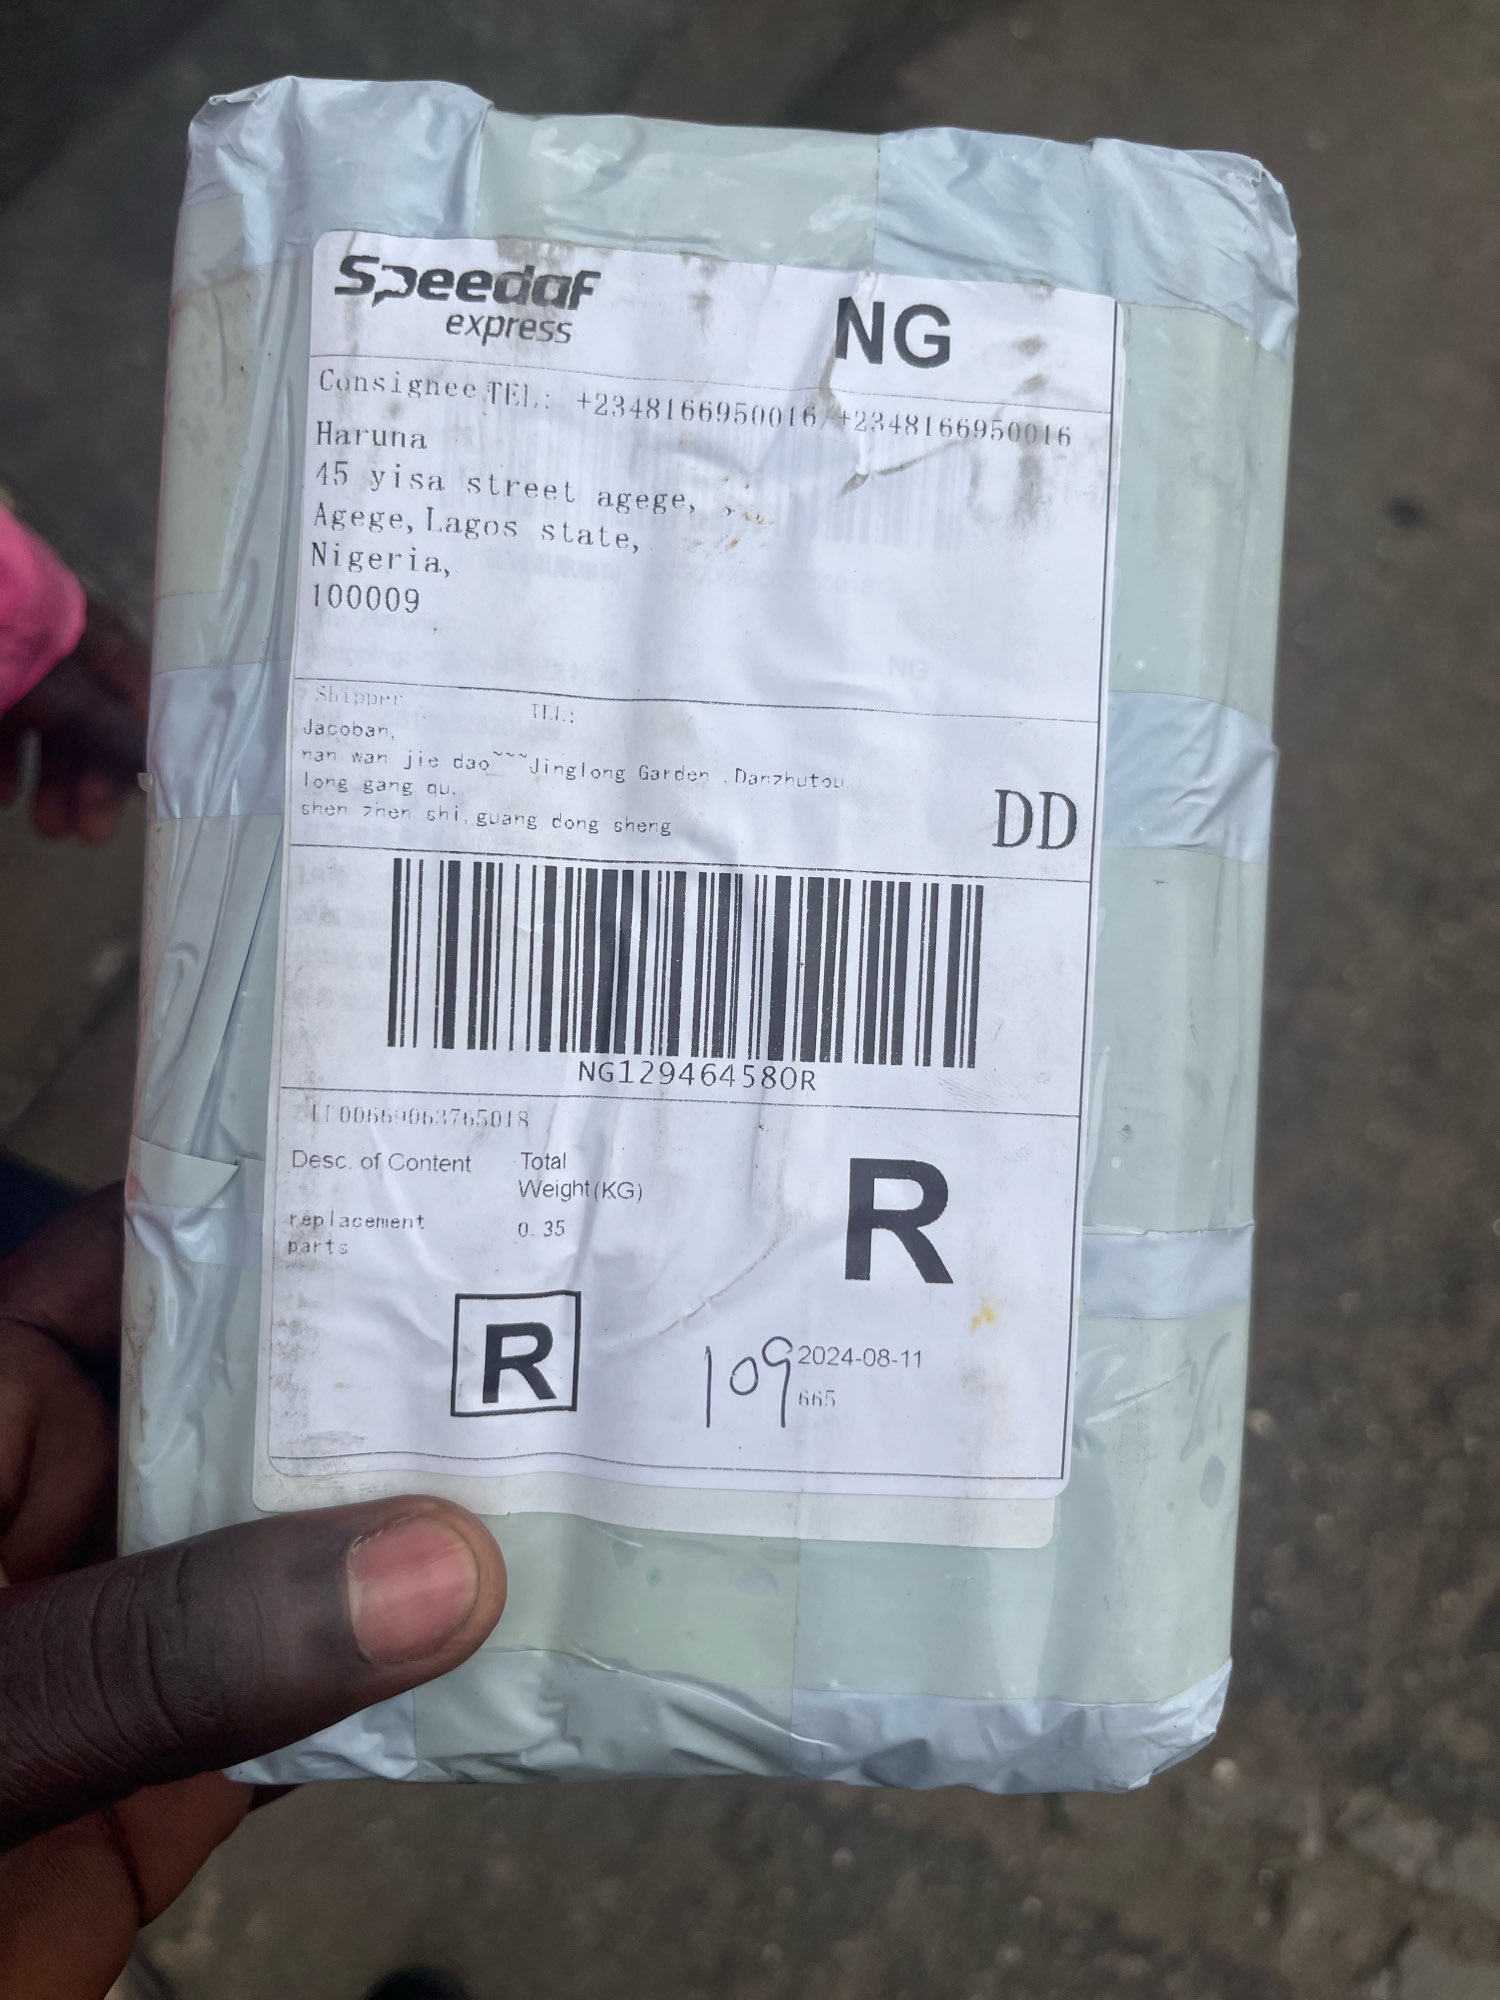 Speedaf
express
NG
Consignee TEL: +2348166950016/+2348166950016
Haruna
45 yisa street agege, ,
Agege, Lagos state,
Nigeria,
100009
Shipper TEL:
Jacoban,
nan wan jie dao~~~Jinglong Garden ,Danzhutou
long gang qu,
shen zhen shi, guang dong sheng
DD
NG129464580R
Desc. of Content Total
Weight(KG)
replacement
parts
0.35
R
R
109
2024-08-11
665